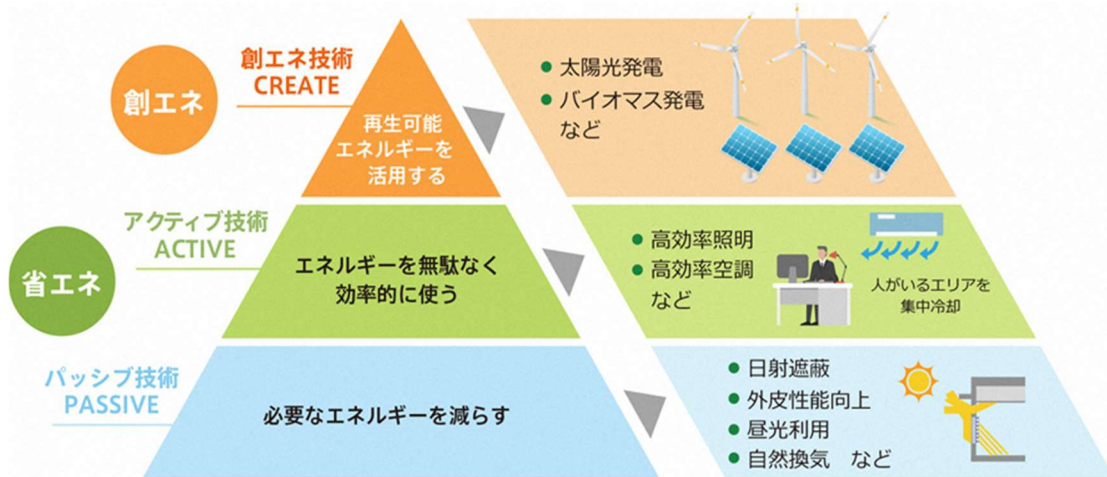 創エネ
創エネ技術
CREATE
再生可能
エネルギーを
活用する
● 太陽光発電
● バイオマス発電
など
省エネ
アクティブ技術
ACTIVE
エネルギーを無駄なく
効率的に使う
● 高効率照明
● 高効率空調
など
人がいるエリアを
集中冷却
パッシブ技術
PASSIVE
必要なエネルギーを減らす
● 日射遮蔽
● 外皮性能向上
● 昼光利用
● 自然換気 など